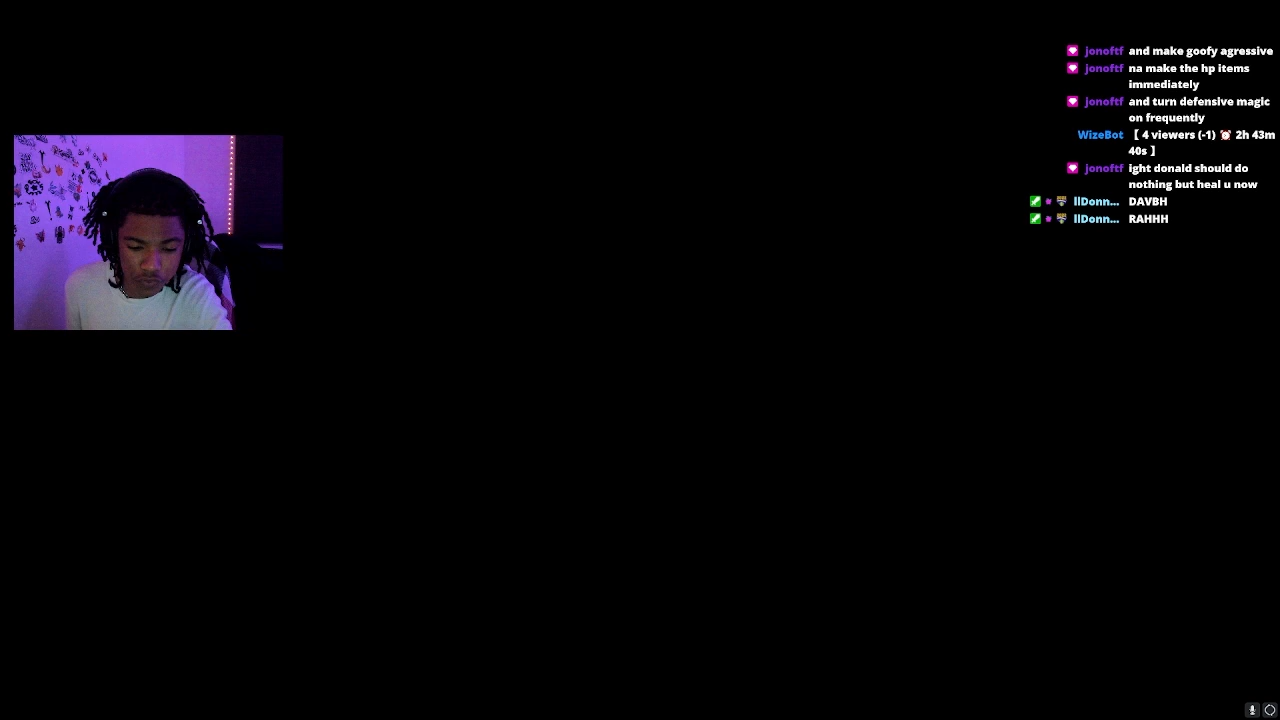 jonoftf and make goofy agressive
jonoftf na make the hp items
immediately
jonoftf and turn defensive magic
on frequently
WizeBot 【 4 viewers (-1) ⏰ 2h 43m
40s 】
jonoftf ight donald should do
nothing but heal u now
llDonn... DAVBH
llDonn... RAHHH